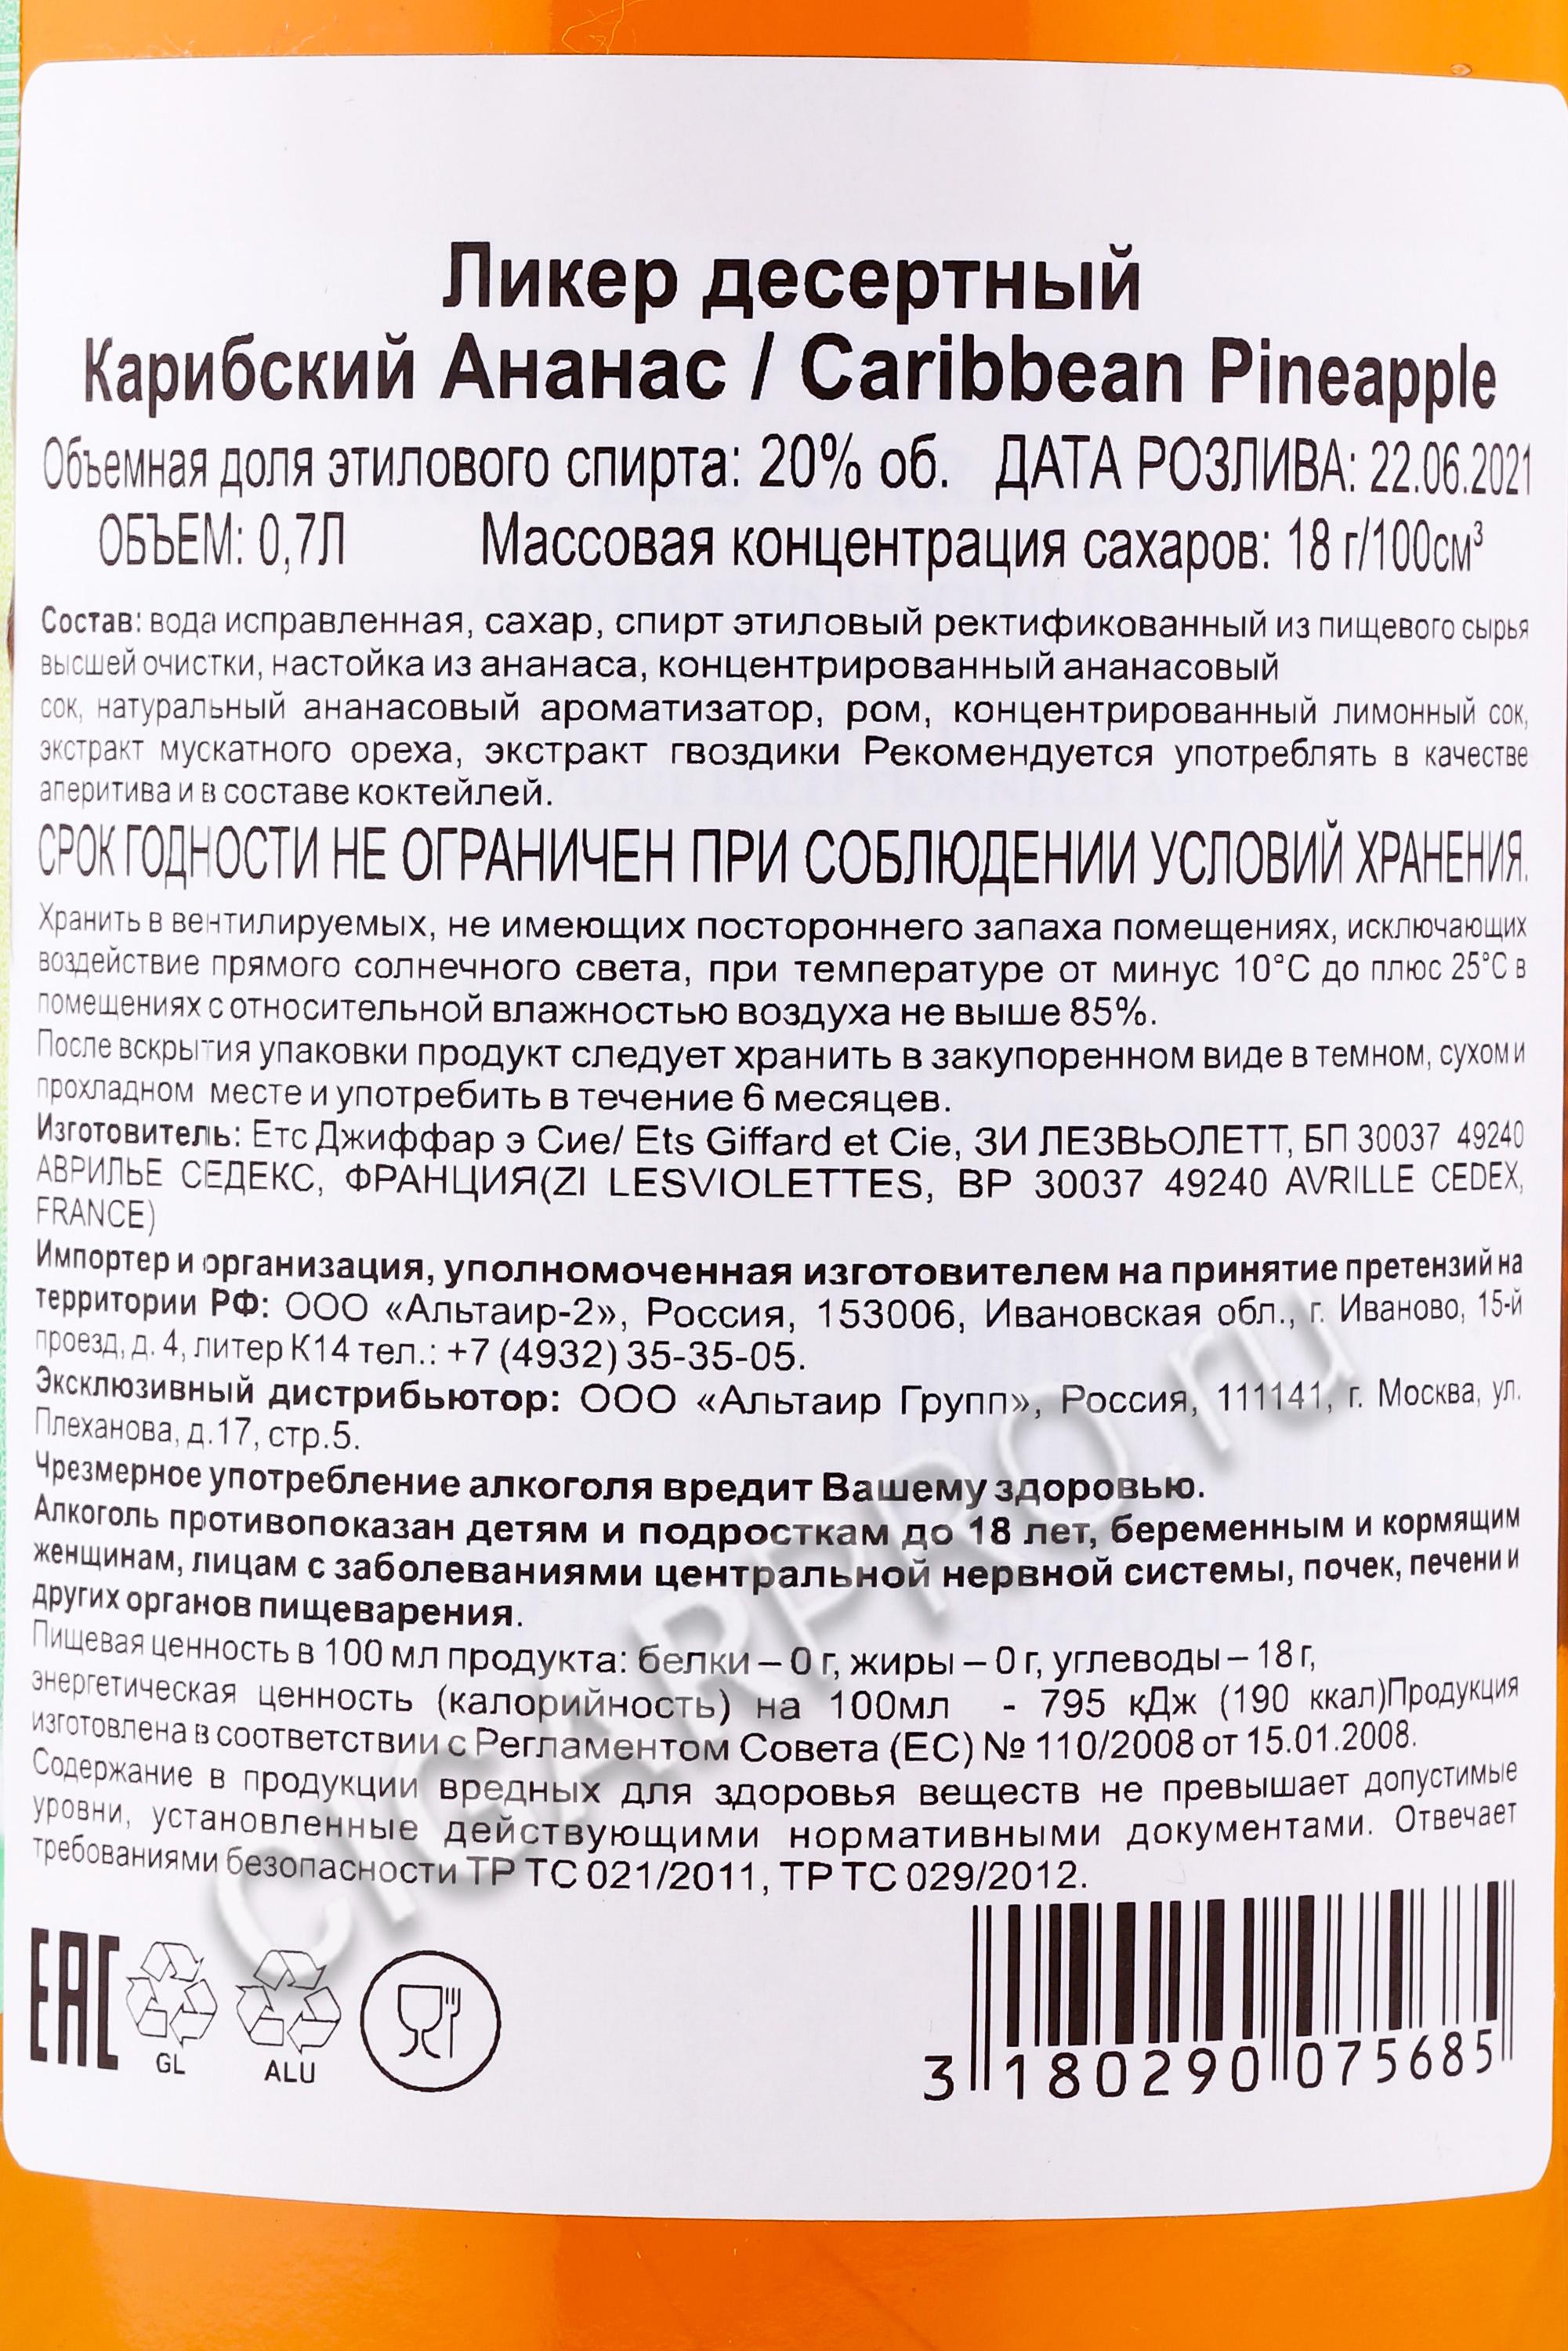 Ликер десертный
Карибский Ананас / Caribbean Pineapple
Объемная доля этилового спирта: 20% об. ДАТА РОЗЛИВА: 22.06.2021
ОБЪЕМ: 0,7Л Массовая концентрация сахаров: 18 г/100см³
Состав: вода исправленная, сахар, спирт этиловый ректификованный из пищевого сырья
высшей очистки, настойка из ананаса, концентрированный ананасовый
сок, натуральный ананасовый ароматизатор, ром, концентрированный лимонный сок,
экстракт мускатного ореха, экстракт гвоздики Рекомендуется употреблять в качестве
аперитива и в составе коктейлей.
СРОК ГОДНОСТИ НЕ ОГРАНИЧЕН ПРИ СОБЛЮДЕНИИ УСЛОВИЙ ХРАНЕНИЯ.
Хранить в вентилируемых, не имеющих постороннего запаха помещениях, исключающих
воздействие прямого солнечного света, при температуре от минус 10°С до плюс 25°С в
помещениях с относительной влажностью воздуха не выше 85%.
После вскрытия упаковки продукт следует хранить в закупоренном виде в темном, сухом и
прохладном месте и употребить в течение 6 месяцев.
Изготовитель: Етс Джиффар э Сие/ Ets Giffard et Cie, ЗИ ЛЕЗВЬОЛЕТТ, БП 30037 49240
АВРИЛЬЕ СЕДЕКС, ФРАНЦИЯ(ZI LESVIOLETTES, BP 30037 49240 AVRILLE CEDEX,
FRANCE)
Импортер и организация, уполномоченная изготовителем на принятие претензий на
территории РФ: ООО «Альтаир-2», Россия, 153006, Ивановская обл., г. Иваново, 15-й
проезд, д. 4, литер К14 тел.: +7 (4932) 35-35-05.
Эксклюзивный дистрибьютор: ООО «Альтаир Групп», Россия, 111141, г. Москва, ул.
Плеханова, д.17, стр.5.
Чрезмерное употребление алкоголя вредит Вашему здоровью.
Алкоголь противопоказан детям и подросткам до 18 лет, беременным и кормящим
женщинам, лицам с заболеваниями центральной нервной системы, почек, печени и
других органов пищеварения.
Пищевая ценность в 100 мл продукта: белки – 0 г, жиры – 0 г, углеводы – 18 г,
энергетическая ценность (калорийность) на 100мл - 795 кДж (190 ккал)Продукция
изготовлена в соответствии с Регламентом Совета (ЕС) № 110/2008 от 15.01.2008.
Содержание в продукции вредных для здоровья веществ не превышает допустимые
уровни, установленные действующими нормативными документами. Отвечает
требованиями безопасности ТР ТС 021/2011, ТР ТС 029/2012.
EAC
GL
ALU
3 180290 075685
CIGARPRO.ru